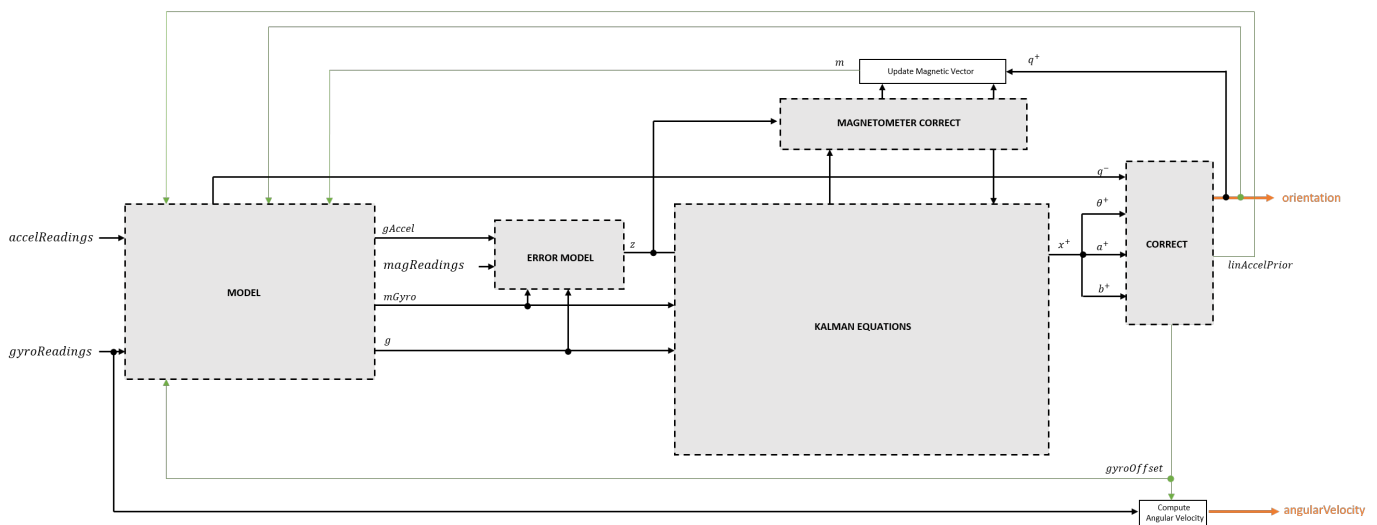 m
q⁺
Update Magnetic Vector
MAGNETOMETER CORRECT
q⁻
θ⁺
orientation
gAccel
accelReadings
z
x⁺
a⁺
CORRECT
ERROR MODEL
magReadings
linAccelPrior
MODEL
mGyro
b⁺
KALMAN EQUATIONS
g
gyroReadings
gyroOffset
Compute
Angular Velocity
angularVelocity